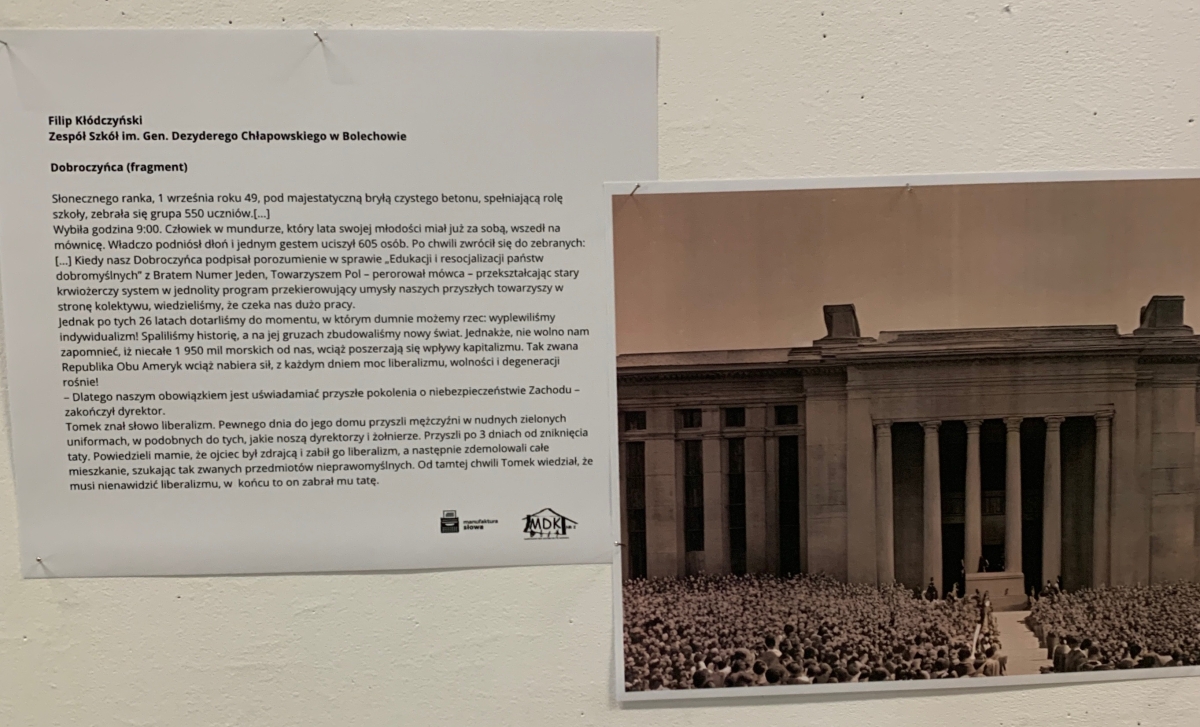 Filip Kłódczyński
Zespół Szkół im. Gen. Dezyderego Chłapowskiego w Bolechowie
Dobroczyńca (fragment)
Słonecznego ranka, 1 września roku 49, pod majestatyczną bryłą czystego betonu, spełniającą rolę
szkoły, zebrała się grupa 550 uczniów.[...]
Wybiła godzina 9:00. Człowiek w mundurze, który lata swojej młodości miał już za sobą, wszedł na
mównicę. Władczo podniósł dłoń i jednym gestem uciszył 605 osób. Po chwili zwrócił się do zebranych:
[...] Kiedy nasz Dobroczyńca podpisał porozumienie w sprawie „Edukacji i resocjalizacji państw
dobromyślnych" z Bratem Numer Jeden, Towarzyszem Pol – perorował mówca – przekształcając stary
krwiożerczy system w jednolity program przekierowujący umysły naszych przyszłych towarzyszy w
stronę kolektywu, wiedzieliśmy, że czeka nas dużo pracy.
Jednak po tych 26 latach dotarliśmy do momentu, w którym dumnie możemy rzec: wyplewiliśmy
indywidualizm! Spaliliśmy historię, a na jej gruzach zbudowaliśmy nowy świat. Jednakże, nie wolno nam
zapomnieć, iż niecałe 1 950 mil morskich od nas, wciąż poszerzają się wpływy kapitalizmu. Tak zwana
Republika Obu Ameryk wciąż nabiera sił, z każdym dniem moc liberalizmu, wolności i degeneracji
rośnie!
– Dlatego naszym obowiązkiem jest uświadamiać przyszłe pokolenia o niebezpieczeństwie Zachodu –
zakończył dyrektor.
Tomek znał słowo liberalizm. Pewnego dnia do jego domu przyszli mężczyźni w nudnych zielonych
uniformach, w podobnych do tych, jakie noszą dyrektorzy i żołnierze. Przyszli po 3 dniach od zniknięcia
taty. Powiedzieli mamie, że ojciec był zdrajcą i zabił go liberalizm, a następnie zdemolowali całe
mieszkanie, szukając tak zwanych przedmiotów nieprawomyślnych. Od tamtej chwili Tomek wiedział, że
musi nienawidzić liberalizmu, w końcu to on zabrał mu tatę.
manufaktura
słowa
MDK